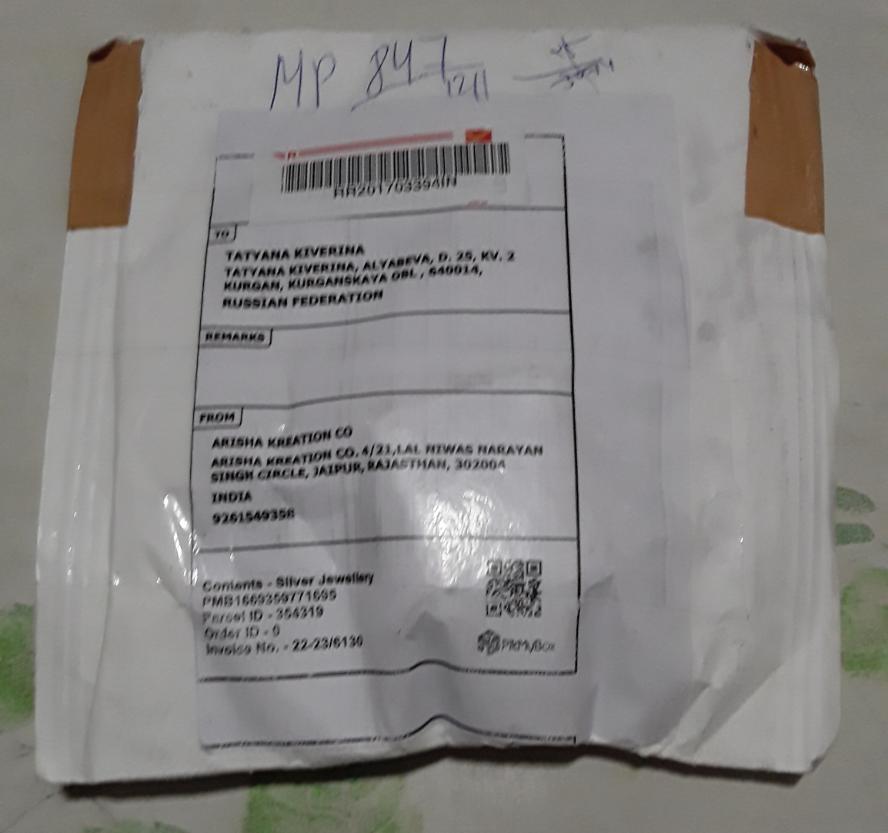 MP 847
1211
RR201703394IN
TO
TATYANA KIVERINA
TATYANA KIVERINA, ALYABEVA, D. 25, KV. 2
KURGAN, KURGANSKAYA OBL , 640014,
RUSSIAN FEDERATION
REMARKS
FROM
ARISHA KREATION CO
ARISHA KREATION CO, 4/21,LAL NIWAS NARAYAN
SINGH CIRCLE, JAIPUR, RAJASTHAN, 302004
INDIA
9261549358
Contents - Silver Jewellery
PMB1669359771695
Parcel ID - 354319
Order ID - 0
Invoice No. - 22-23/6130
PikMyBox